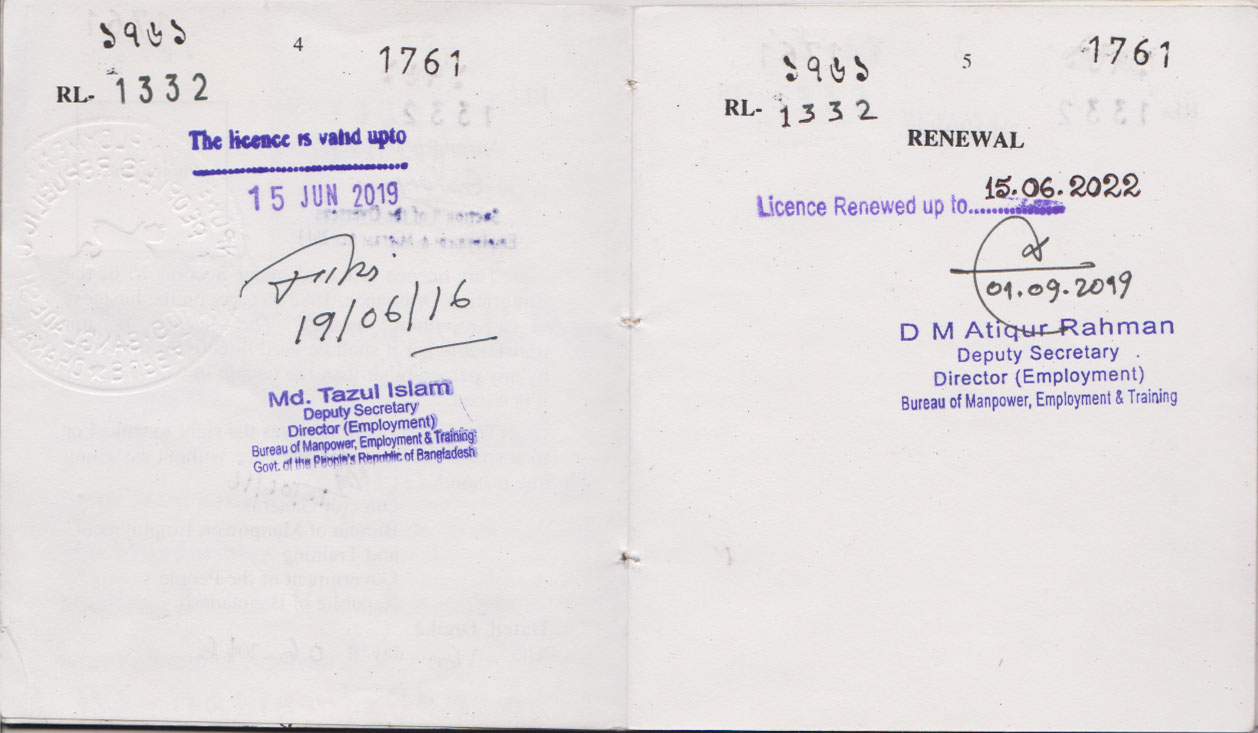 ১৭৬১
4
1761
RL- 1332
The licence is valid upto
15 JUN 2019
19/06/16
Md. Tazul Islam
Deputy Secretary
Director (Employment)
Bureau of Manpower, Employment & Training
Govt. of the People's Republic of Bangladesh
১৭৬১
5
1761
RL- 1332
RENEWAL
Licence Renewed up to.......... 15.06.2022
01.09.2019
D M Atiqur Rahman
Deputy Secretary
Director (Employment)
Bureau of Manpower, Employment & Training